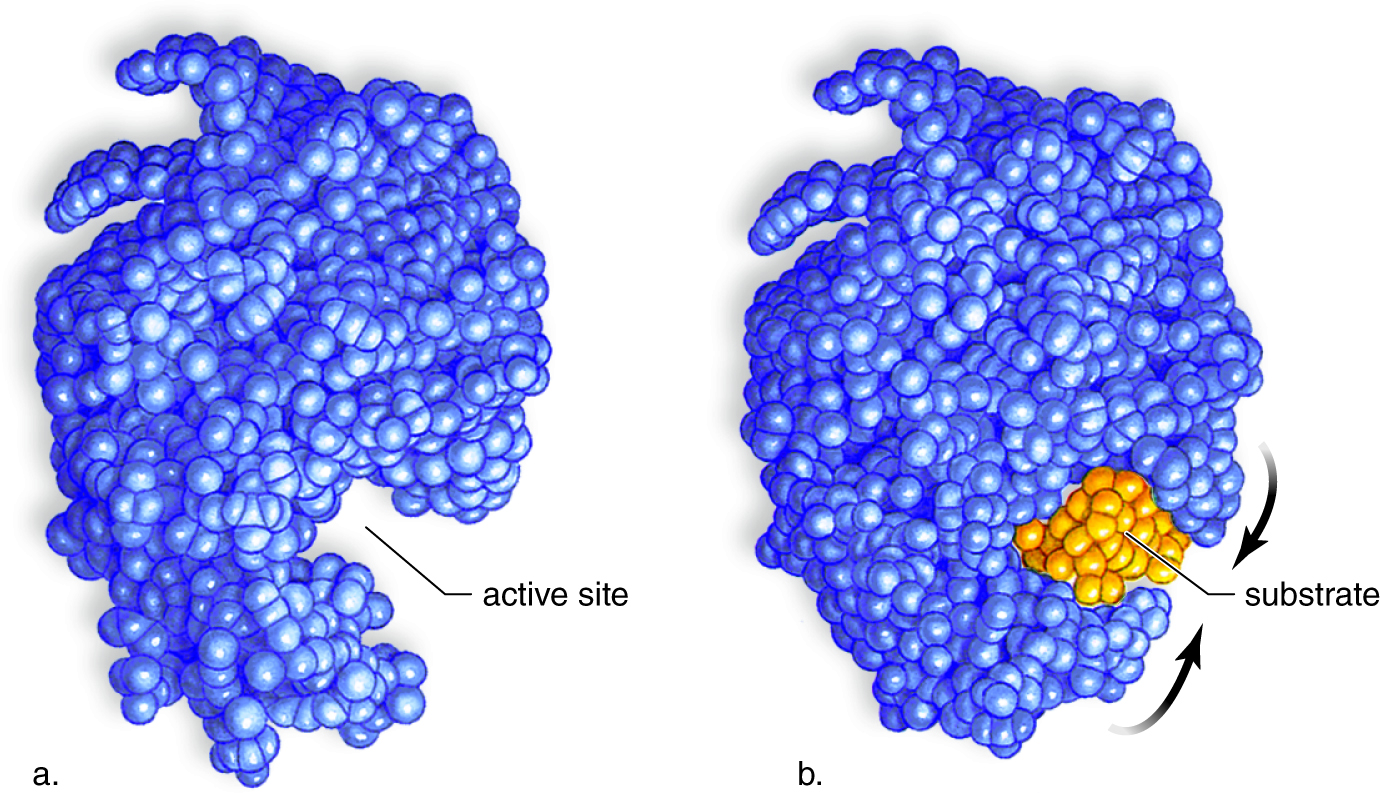 active site
substrate
a.
b.